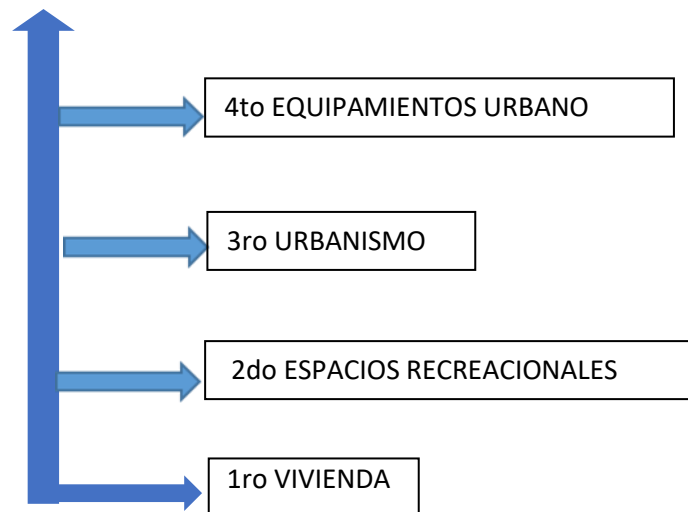 4to EQUIPAMIENTOS URBANO
3ro URBANISMO
2do ESPACIOS RECREACIONALES
1ro VIVIENDA